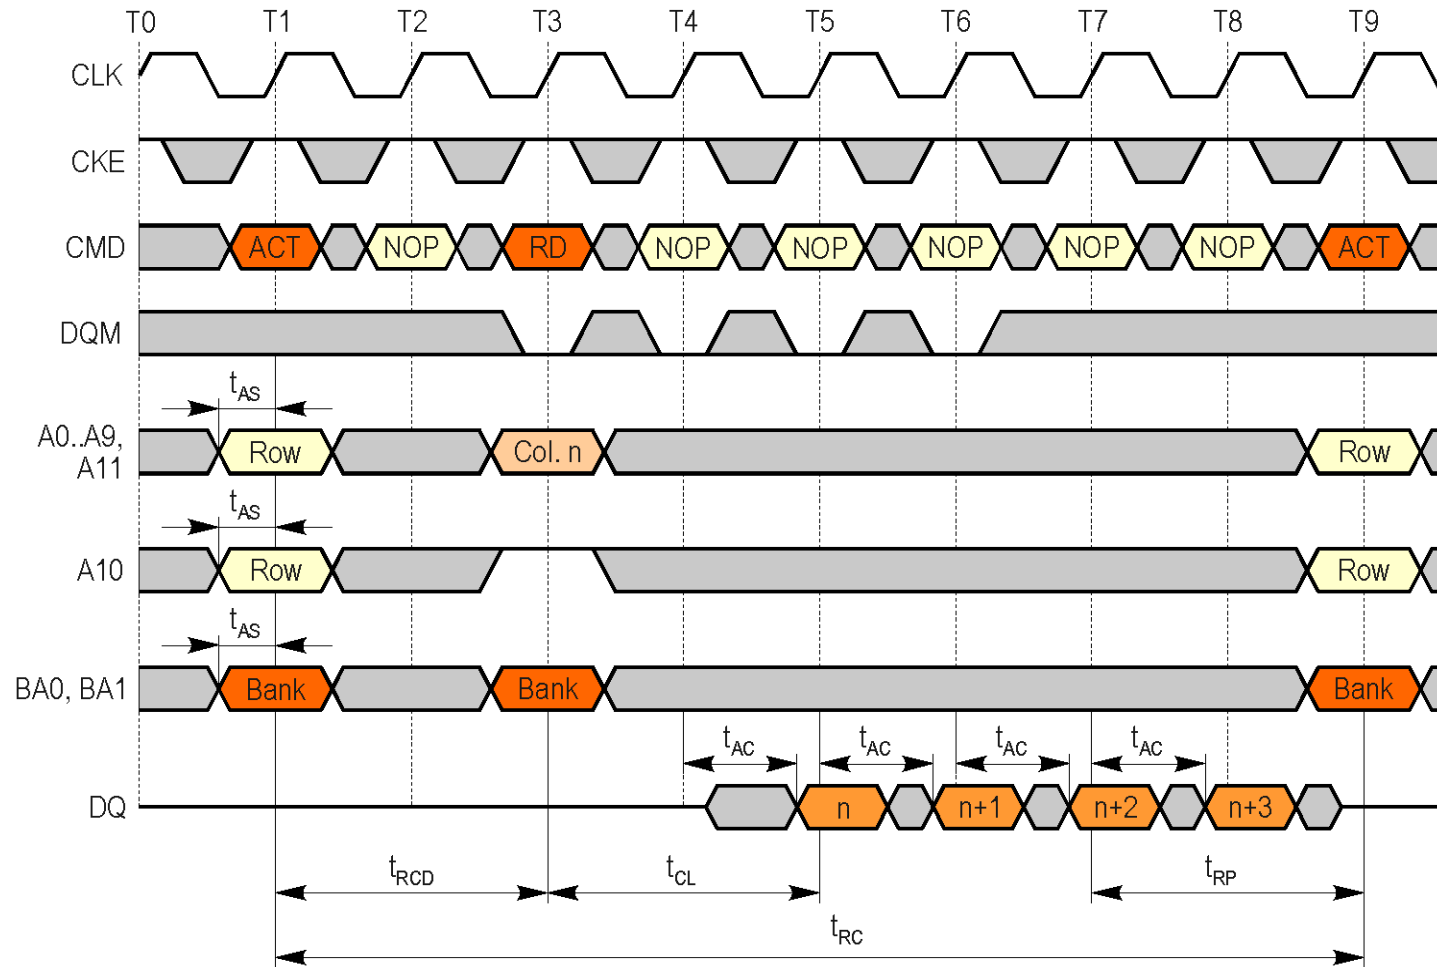 T0 T1 T2 T3 T4 T5 T6 T7 T8 T9
CLK
CKE
CMD ACT NOP RD NOP NOP NOP NOP NOP ACT
DQM
tAS
A0..A9,
A11
Row Col. n Row
tAS
A10 Row Row
tAS
BA0, BA1 Bank Bank Bank
tAC tAC tAC tAC
DQ n n+1 n+2 n+3
tRCD tCL tRP
tRC